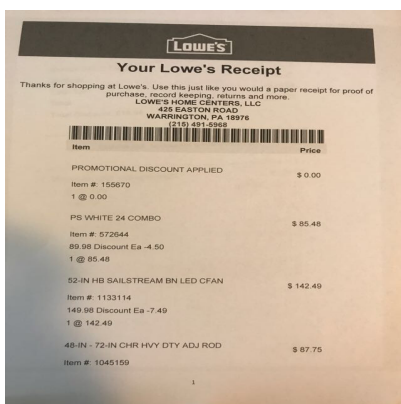 LOWE'S
Your Lowe's Receipt
Thanks for shopping at Lowe's. Use this just like you would a paper receipt for proof of
purchase, record keeping, returns and more.
LOWE'S HOME CENTERS, LLC
425 EASTON ROAD
WARRINGTON, PA 18976
(215) 491-5968
Item Price
PROMOTIONAL DISCOUNT APPLIED $ 0.00
Item #: 155670
1 @ 0.00
PS WHITE 24 COMBO $ 85.48
Item #: 572644
89.98 Discount Ea -4.50
1 @ 85.48
52-IN HB SAILSTREAM BN LED CFAN $ 142.49
Item #: 1133114
149.98 Discount Ea -7.49
1 @ 142.49
48-IN - 72-IN CHR HVY DTY ADJ ROD $ 87.75
Item #: 1045159
1